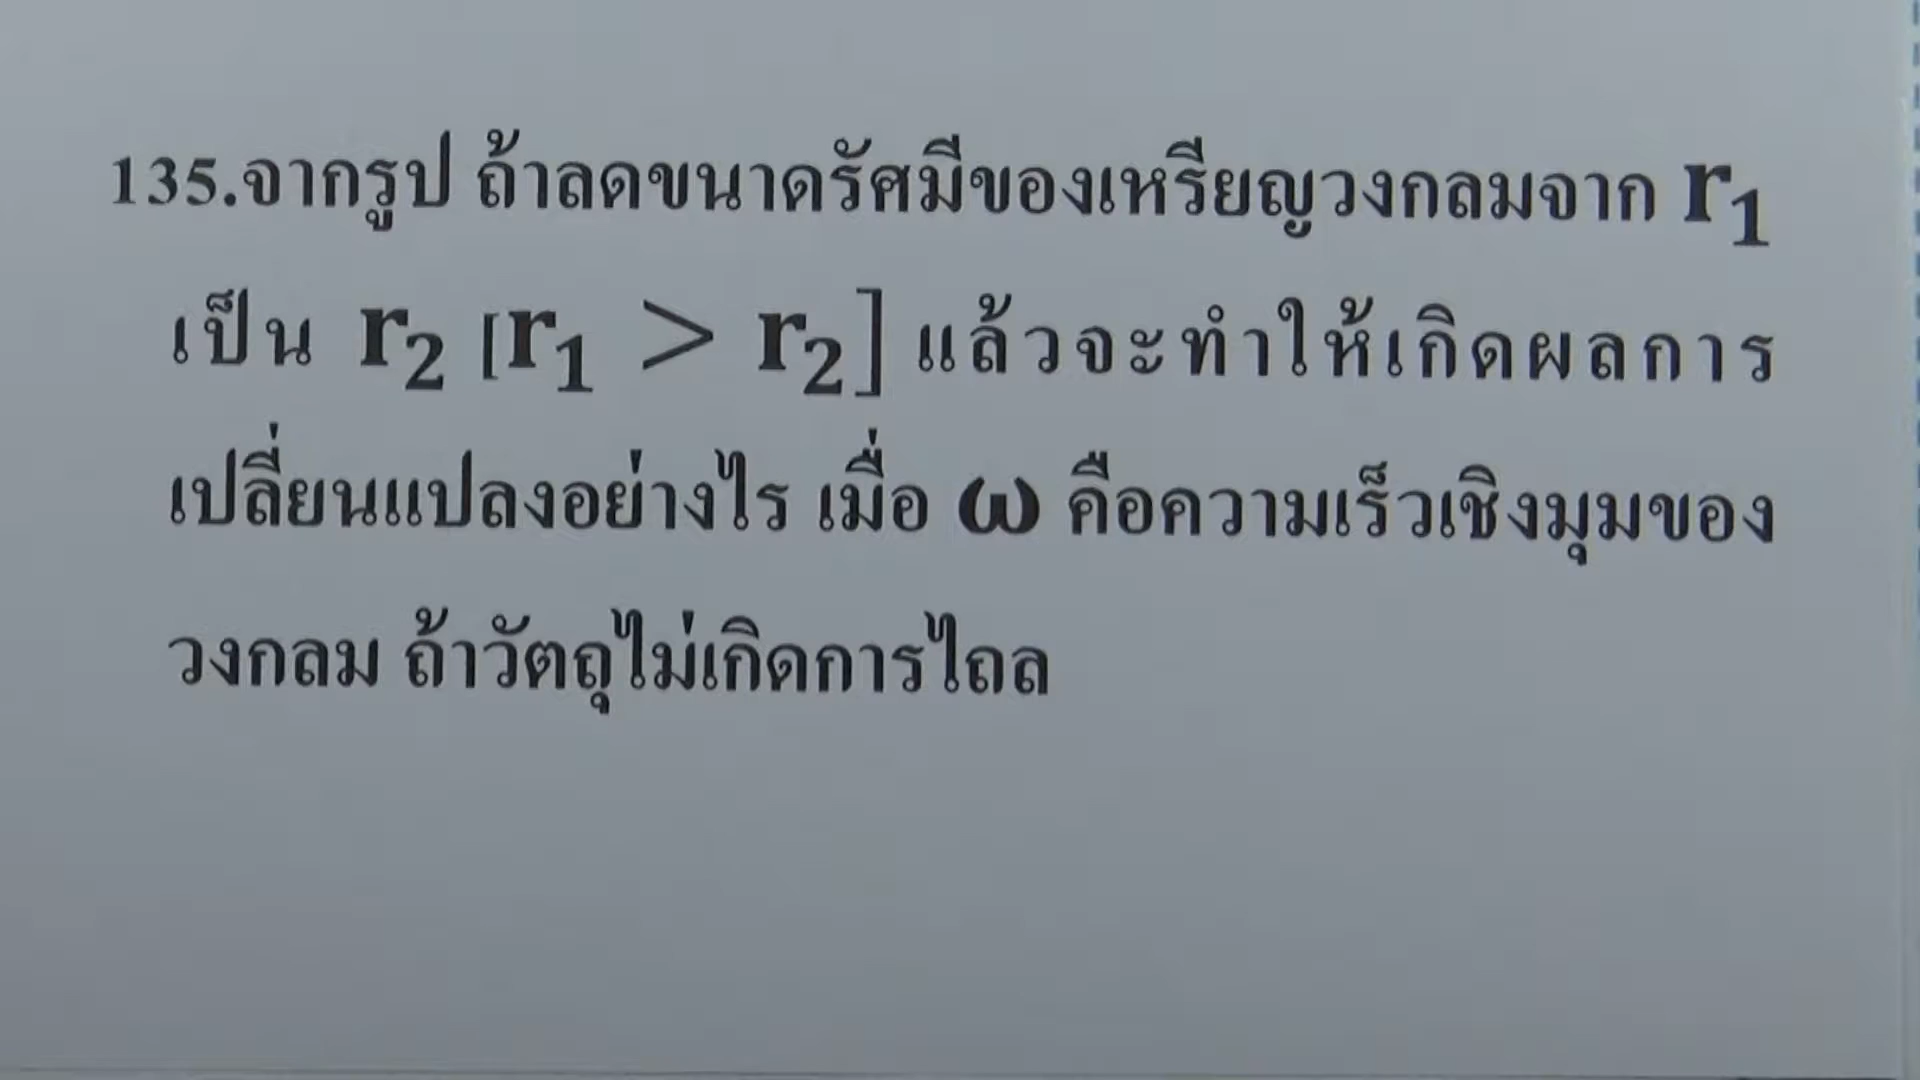 135.จากรูป ถ้าลดขนาดรัศมีของเหรียญวงกลมจาก r₁
เป็น r₂ [r₁ > r₂] แล้วจะทำให้เกิดผลการ
เปลี่ยนแปลงอย่างไร เมื่อ ω คือความเร็วเชิงมุมของ
วงกลม ถ้าวัตถุไม่เกิดการไถล